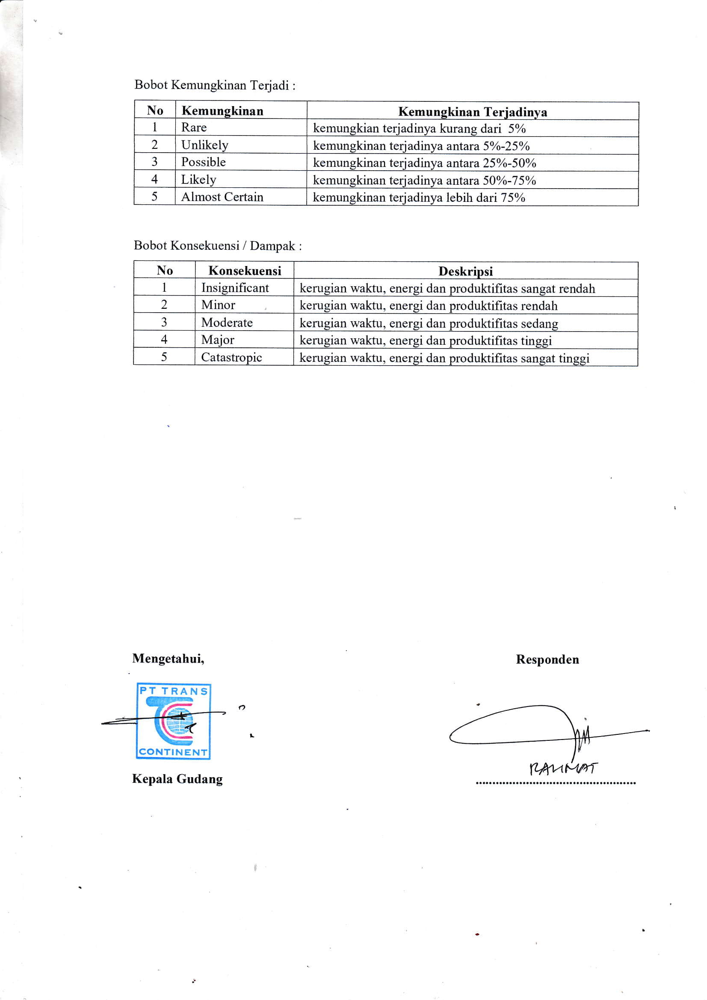 Bobot Kemungkinan Terjadi :
No Kemungkinan Kemungkinan Terjadinya
1 Rare kemungkian terjadinya kurang dari 5%
2 Unlikely kemungkinan terjadinya antara 5%-25%
3 Possible kemungkinan terjadinya antara 25%-50%
4 Likely kemungkinan terjadinya antara 50%-75%
5 Almost Certain kemungkinan terjadinya lebih dari 75%
Bobot Konsekuensi / Dampak :
No Konsekuensi Deskripsi
1 Insignificant kerugian waktu, energi dan produktifitas sangat rendah
2 Minor kerugian waktu, energi dan produktifitas rendah
3 Moderate kerugian waktu, energi dan produktifitas sedang
4 Major kerugian waktu, energi dan produktifitas tinggi
5 Catastropic kerugian waktu, energi dan produktifitas sangat tinggi
Mengetahui, Responden
PT TRANS
CONTINENT
RAHMAT
Kepala Gudang ................................................